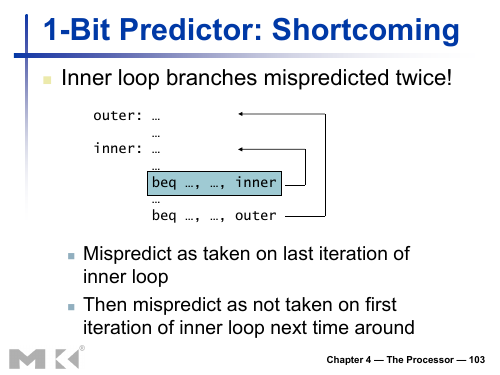 1-Bit Predictor: Shortcoming
Inner loop branches mispredicted twice!
outer: …
…
inner: …
…
beq …, …, inner
…
beq …, …, outer
Mispredict as taken on last iteration of
inner loop
Then mispredict as not taken on first
iteration of inner loop next time around
MK®
Chapter 4 — The Processor — 103